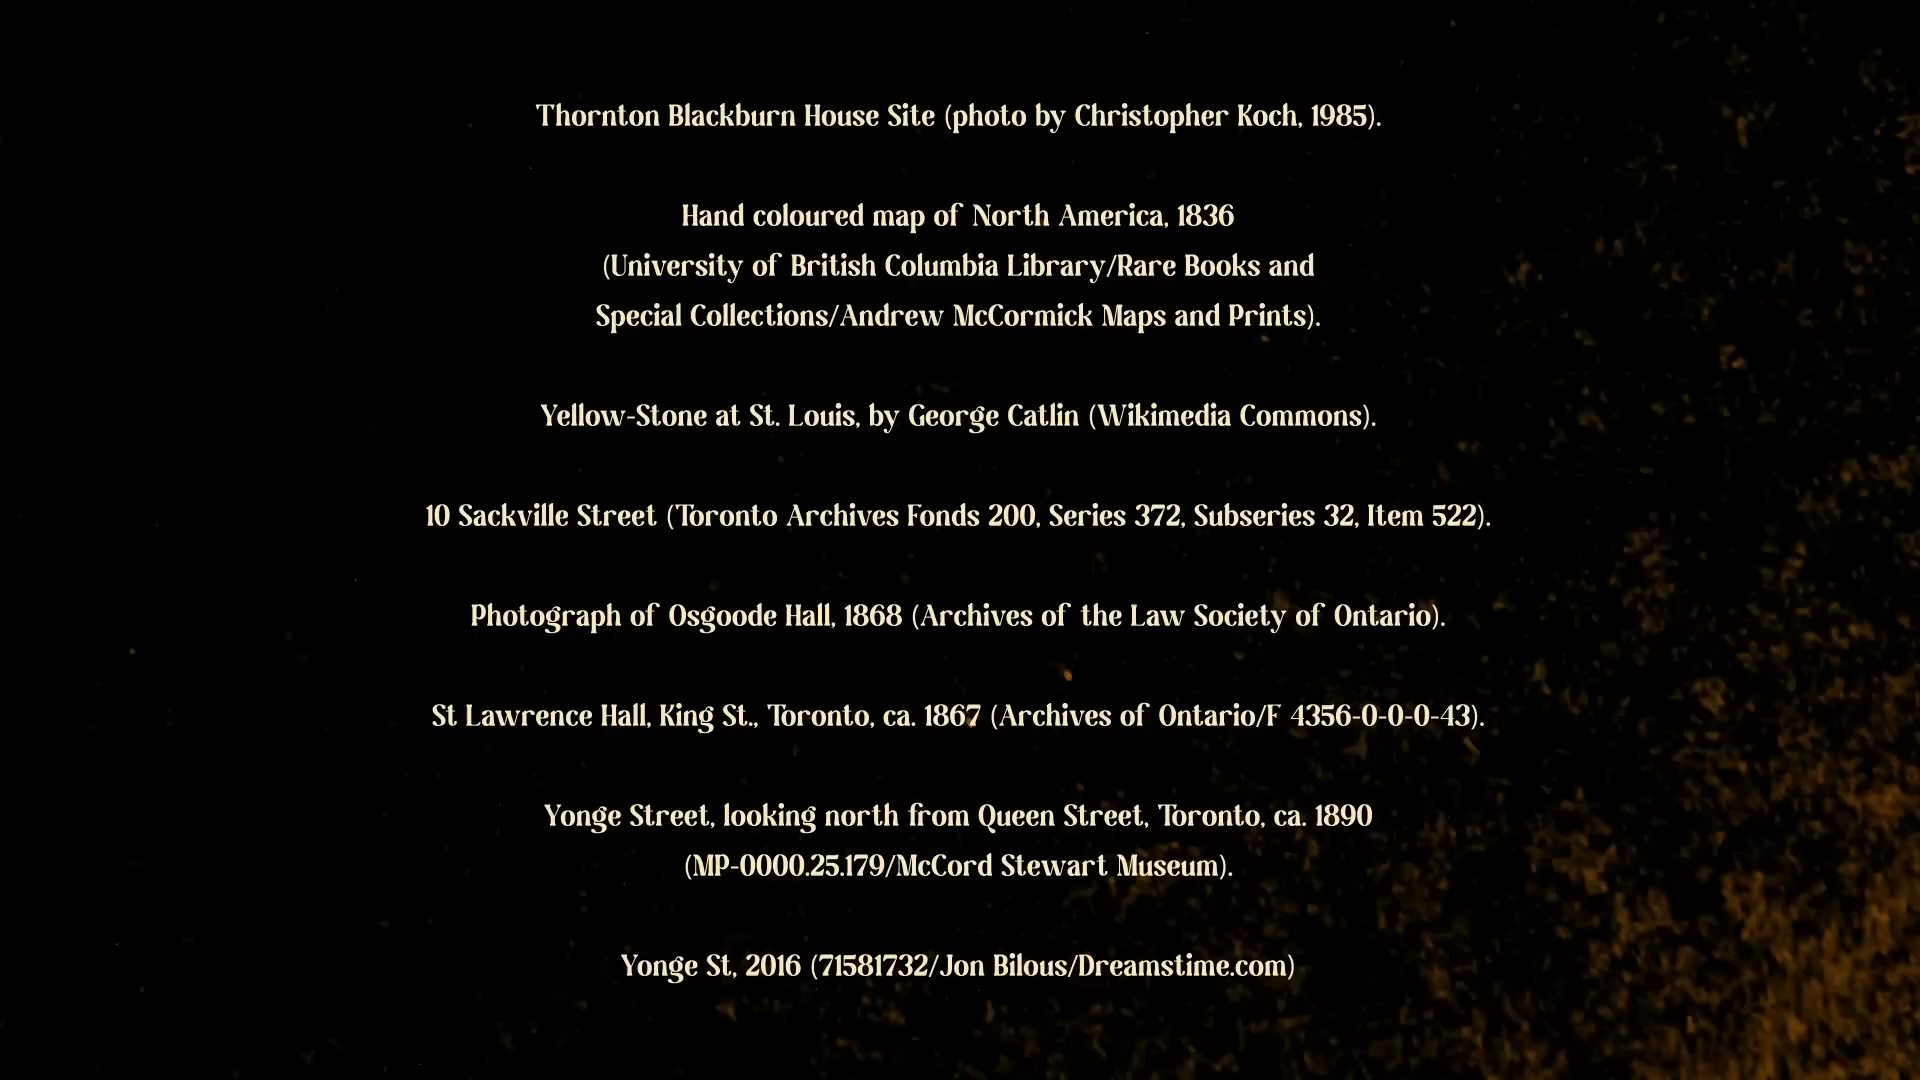 Thornton Blackburn House Site (photo by Christopher Koch, 1985).
Hand coloured map of North America, 1836
(University of British Columbia Library/Rare Books and
Special Collections/Andrew McCormick Maps and Prints).
Yellow-Stone at St. Louis, by George Catlin (Wikimedia Commons).
10 Sackville Street (Toronto Archives Fonds 200, Series 372, Subseries 32, Item 522).
Photograph of Osgoode Hall, 1868 (Archives of the Law Society of Ontario).
St Lawrence Hall, King St., Toronto, ca. 1867 (Archives of Ontario/F 4356-0-0-0-43).
Yonge Street, looking north from Queen Street, Toronto, ca. 1890
(MP-0000.25.179/McCord Stewart Museum).
Yonge St, 2016 (71581732/Jon Bilous/Dreamstime.com)